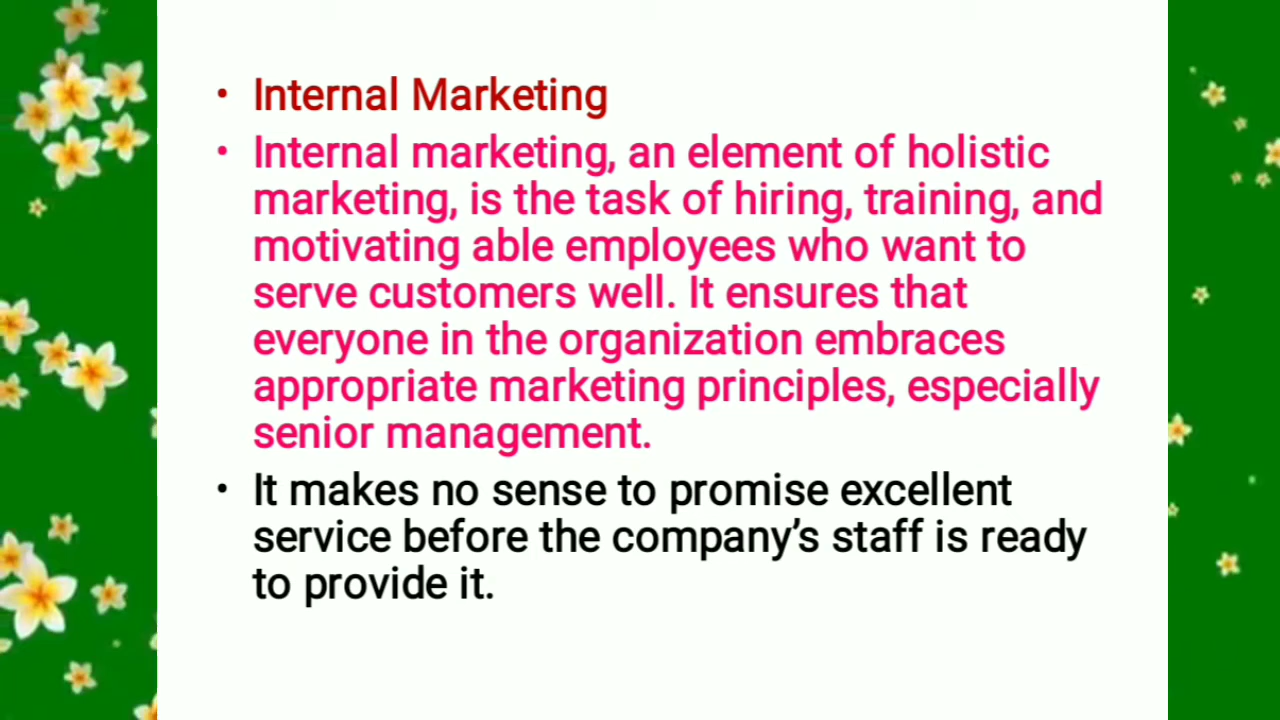 • Internal Marketing
• Internal marketing, an element of holistic
marketing, is the task of hiring, training, and
motivating able employees who want to
serve customers well. It ensures that
everyone in the organization embraces
appropriate marketing principles, especially
senior management.
• It makes no sense to promise excellent
service before the company’s staff is ready
to provide it.